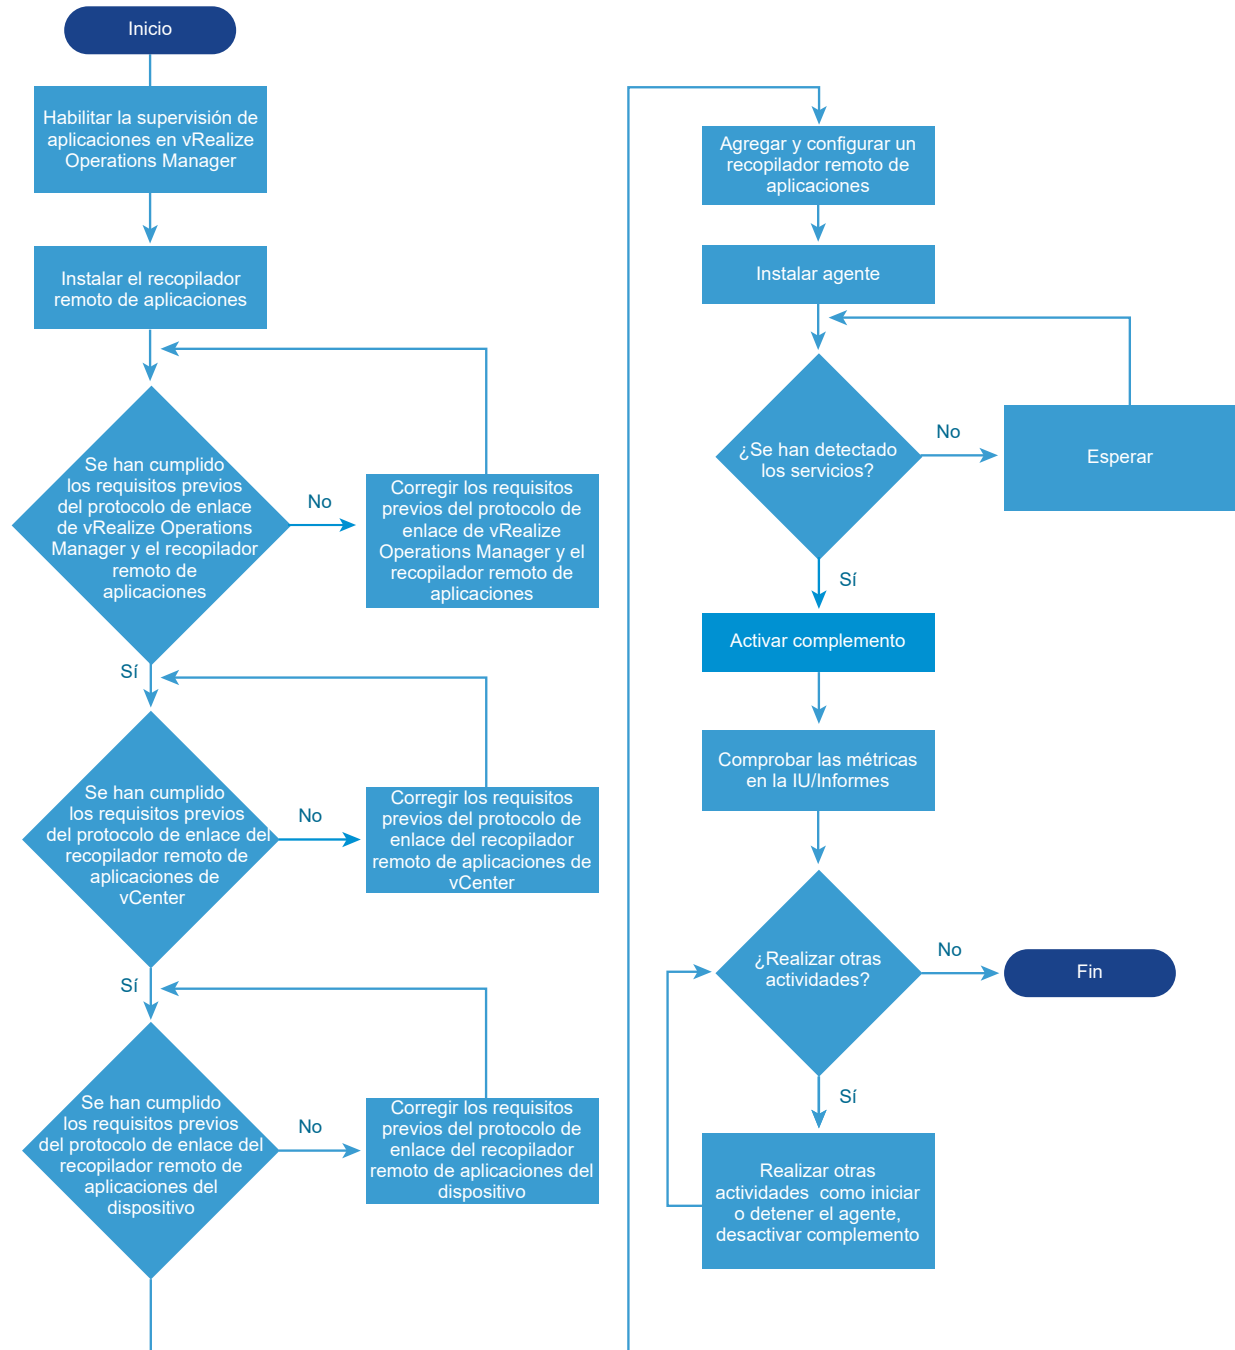 Inicio
Habilitar la supervisión de
aplicaciones en vRealize
Operations Manager
Instalar el recopilador
remoto de aplicaciones
Se han cumplido
los requisitos previos
del protocolo de enlace
de vRealize Operations
Manager y el recopilador
remoto de
aplicaciones
No
Corregir los requisitos
previos del protocolo de
enlace de vRealize
Operations Manager y el
recopilador remoto de
aplicaciones
Sí
Se han cumplido
los requisitos previos
del protocolo de enlace del
recopilador remoto de
aplicaciones de
vCenter
No
Corregir los requisitos
previos del protocolo de
enlace del recopilador
remoto de aplicaciones de
vCenter
Sí
Se han cumplido
los requisitos previos
del protocolo de enlace del
recopilador remoto de
aplicaciones del
dispositivo
No
Corregir los requisitos
previos del protocolo de
enlace del recopilador
remoto de aplicaciones del
dispositivo
Agregar y configurar un
recopilador remoto de
aplicaciones
Instalar agente
¿Se han detectado
los servicios?
No
Esperar
Sí
Activar complemento
Comprobar las métricas
en la IU/Informes
¿Realizar otras
actividades?
No
Fin
Sí
Realizar otras
actividades como iniciar
o detener el agente,
desactivar complemento